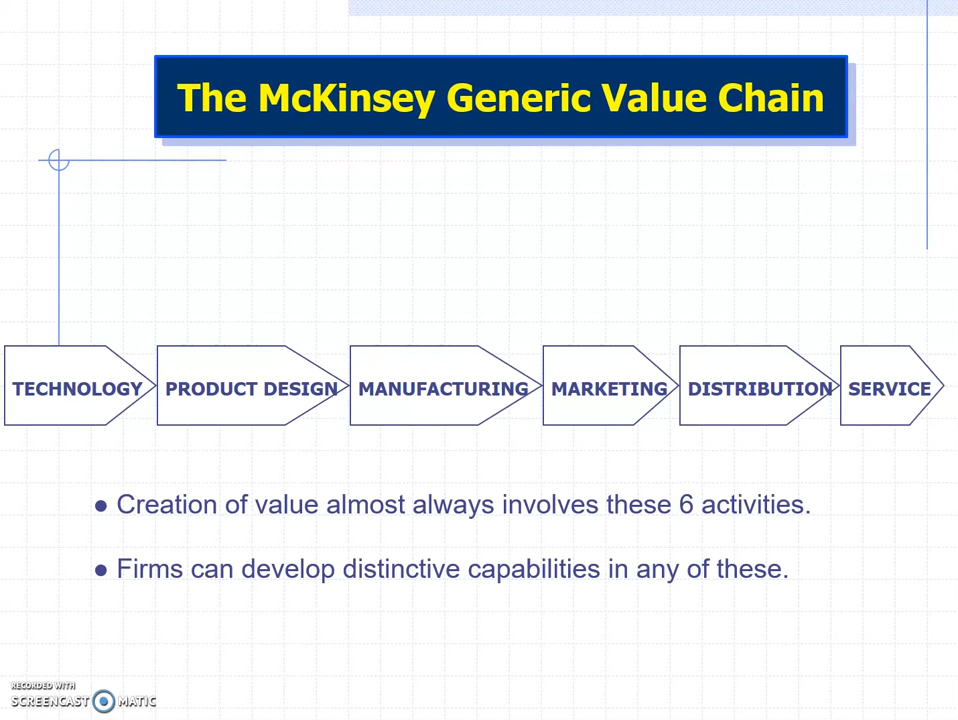 The McKinsey Generic Value Chain
TECHNOLOGY PRODUCT DESIGN MANUFACTURING MARKETING DISTRIBUTION SERVICE
● Creation of value almost always involves these 6 activities.
● Firms can develop distinctive capabilities in any of these.
RECORDED WITH
SCREENCAST MATIC